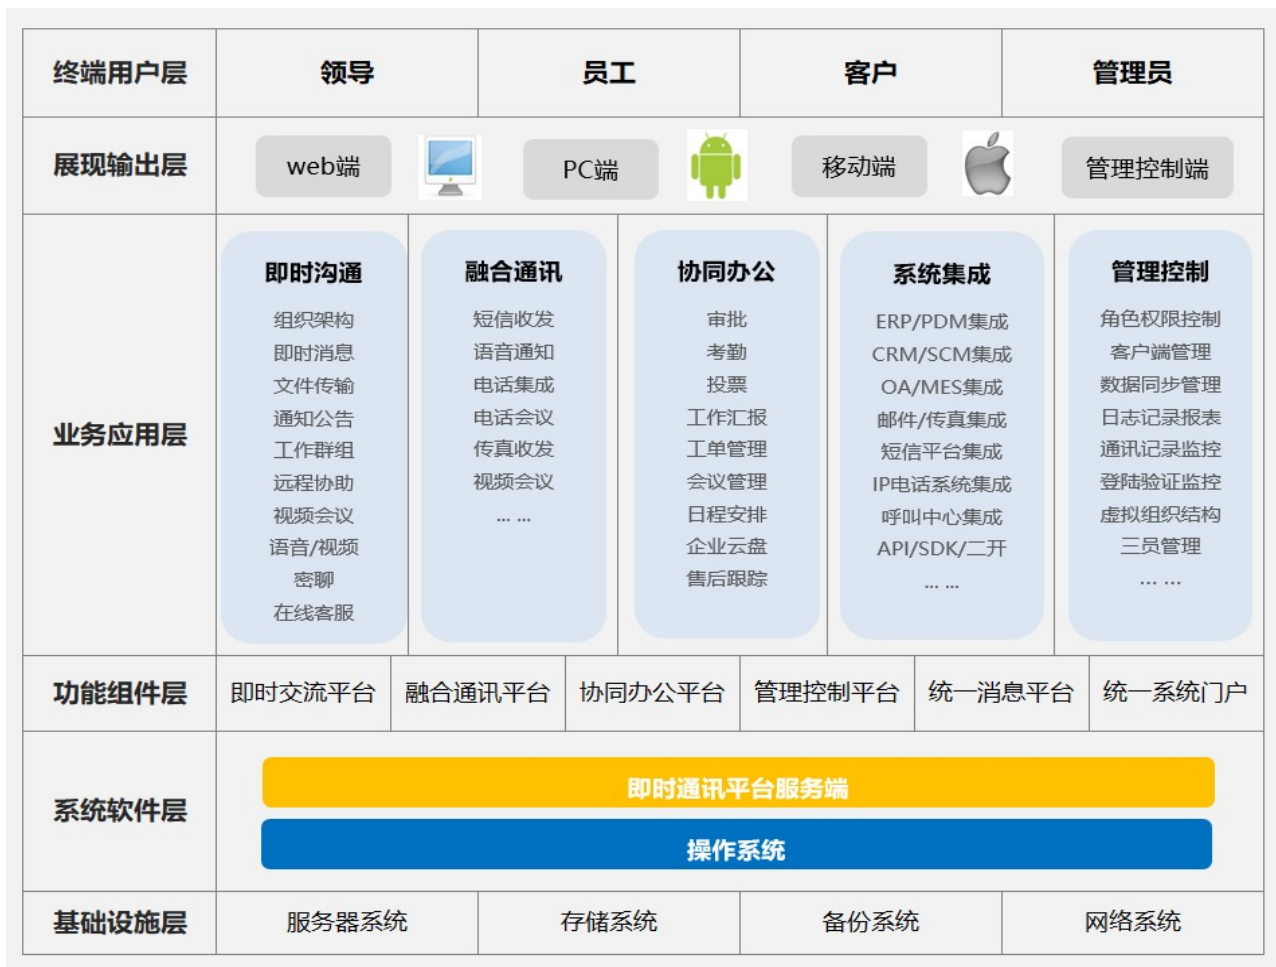 终端用户层
领导
员工
客户
管理员
展现输出层
web端
PC端
移动端
管理控制端
业务应用层
即时沟通
组织架构
即时消息
文件传输
通知公告
工作群组
远程协助
视频会议
语音/视频
密聊
在线客服
融合通讯
短信收发
语音通知
电话集成
电话会议
传真收发
视频会议
... ...
协同办公
审批
考勤
投票
工作汇报
工单管理
会议管理
日程安排
企业云盘
售后跟踪
系统集成
ERP/PDM集成
CRM/SCM集成
OA/MES集成
邮件/传真集成
短信平台集成
IP电话系统集成
呼叫中心集成
API/SDK/二开
... ...
管理控制
角色权限控制
客户端管理
数据同步管理
日志记录报表
通讯记录监控
登陆验证监控
虚拟组织结构
三员管理
... ...
功能组件层
即时交流平台
融合通讯平台
协同办公平台
管理控制平台
统一消息平台
统一系统门户
系统软件层
即时通讯平台服务端
操作系统
基础设施层
服务器系统
存储系统
备份系统
网络系统